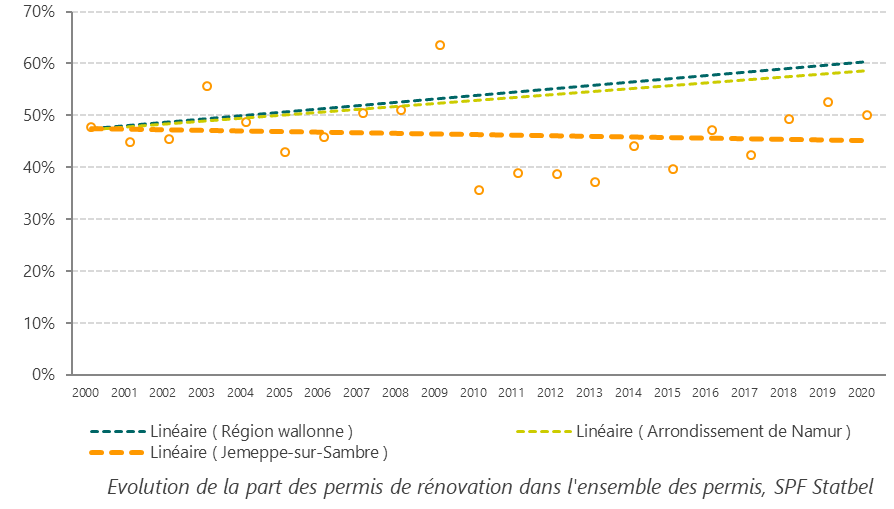 70%
60%
50%
40%
30%
20%
10%
0%
2000 2001 2002 2003 2004 2005 2006 2007 2008 2009 2010 2011 2012 2013 2014 2015 2016 2017 2018 2019 2020
Linéaire ( Région wallonne ) Linéaire ( Arrondissement de Namur )
Linéaire ( Jemeppe-sur-Sambre )
Evolution de la part des permis de rénovation dans l'ensemble des permis, SPF Statbel